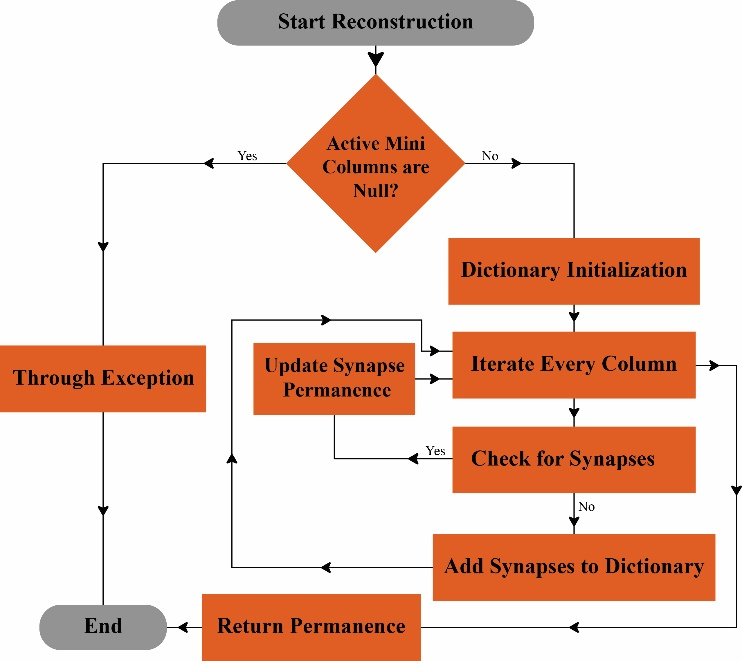 Start Reconstruction
Active Mini
Columns are
Null?
Yes
No
Dictionary Initialization
Through Exception
Update Synapse
Permanence
Iterate Every Column
Yes
Check for Synapses
No
Add Synapses to Dictionary
End
Return Permanence